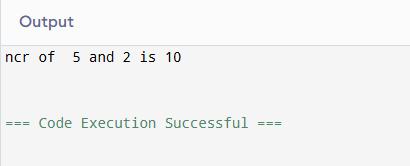 Output
ncr of  5 and 2 is 10
=== Code Execution Successful ===